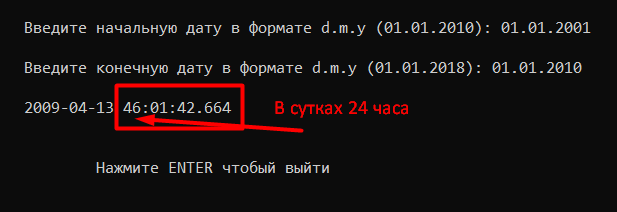 Введите начальную дату в формате d.m.y (01.01.2010): 01.01.2001
Введите конечную дату в формате d.m.y (01.01.2018): 01.01.2010
2009-04-13 46:01:42.664 В сутках 24 часа
Нажмите ENTER чтобый выйти